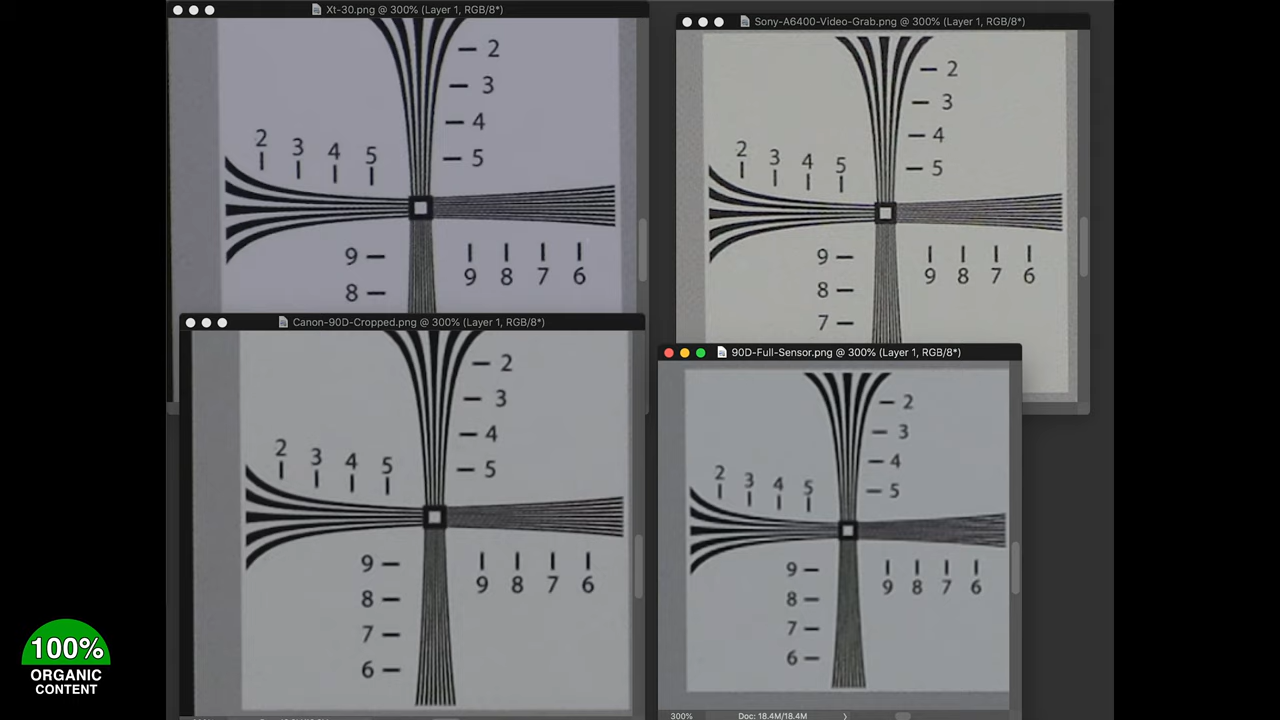 Xt-30.png @ 300% (Layer 1, RGB/8*)
2
3
4
5
2 3 4 5
9
8
9 8 7 6
Sony-A6400-Video-Grab.png @ 300% (Layer 1, RGB/8*)
2
3
4
5
2 3 4 5
9
8
7
9 8 7 6
Canon-90D-Cropped.png @ 300% (Layer 1, RGB/8*)
2
3
4
5
2 3 4 5
9
8
7
6
9 8 7 6
90D-Full-Sensor.png @ 300% (Layer 1, RGB/8*)
2
3
4
5
2 3 4 5
9
8
7
6
9 8 7 6
300% Doc: 18.4M/18.4M
100%
ORGANIC
CONTENT